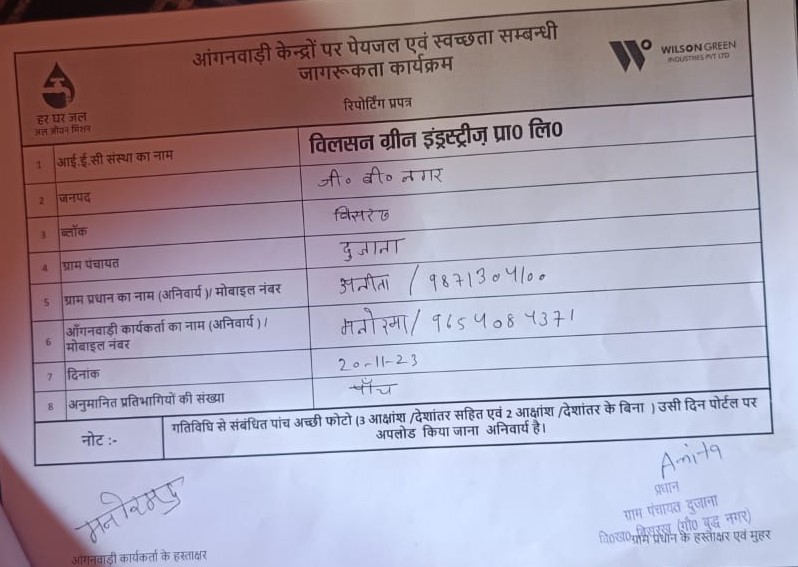 आंगनवाड़ी केन्द्रों पर पेयजल एवं स्वच्छता सम्बन्धी
जागरूकता कार्यक्रम
हर घर जल
जल जीवन मिशन
WILSON GREEN
INDUSTRIES PVT LTD
रिपोर्टिंग प्रपत्र
1 आई.ई.सी संस्था का नाम विलसन ग्रीन इंड्स्ट्रीज़ प्रा0 लि0
2 जनपद जी० बी० नगर
3 ब्लॉक बिसरख
4 ग्राम पंचायत दुजाना
5 ग्राम प्रधान का नाम (अनिवार्य)/ मोबाइल नंबर अनीता / 9871304100
6 आँगनवाड़ी कार्यकर्ता का नाम (अनिवार्य) /
मोबाइल नंबर मनोरमा / 9654084371
7 दिनांक 20-11-23
8 अनुमानित प्रतिभागियों की संख्या पाँच
नोट :- गतिविधि से संबंधित पांच अच्छी फोटो (3 आक्षांश /देशांतर सहित एवं 2 आक्षांश /देशांतर के बिना ) उसी दिन पोर्टल पर
अपलोड किया जाना अनिवार्य है।
मनोरमा
आंगनवाड़ी कार्यकर्ता के हस्ताक्षर
Anita
प्रधान
ग्राम पंचायत दुजाना
वि0ख0 बिसरख (गौ0 बुद्ध नगर)
ग्राम प्रधान के हस्ताक्षर एवं मुहर